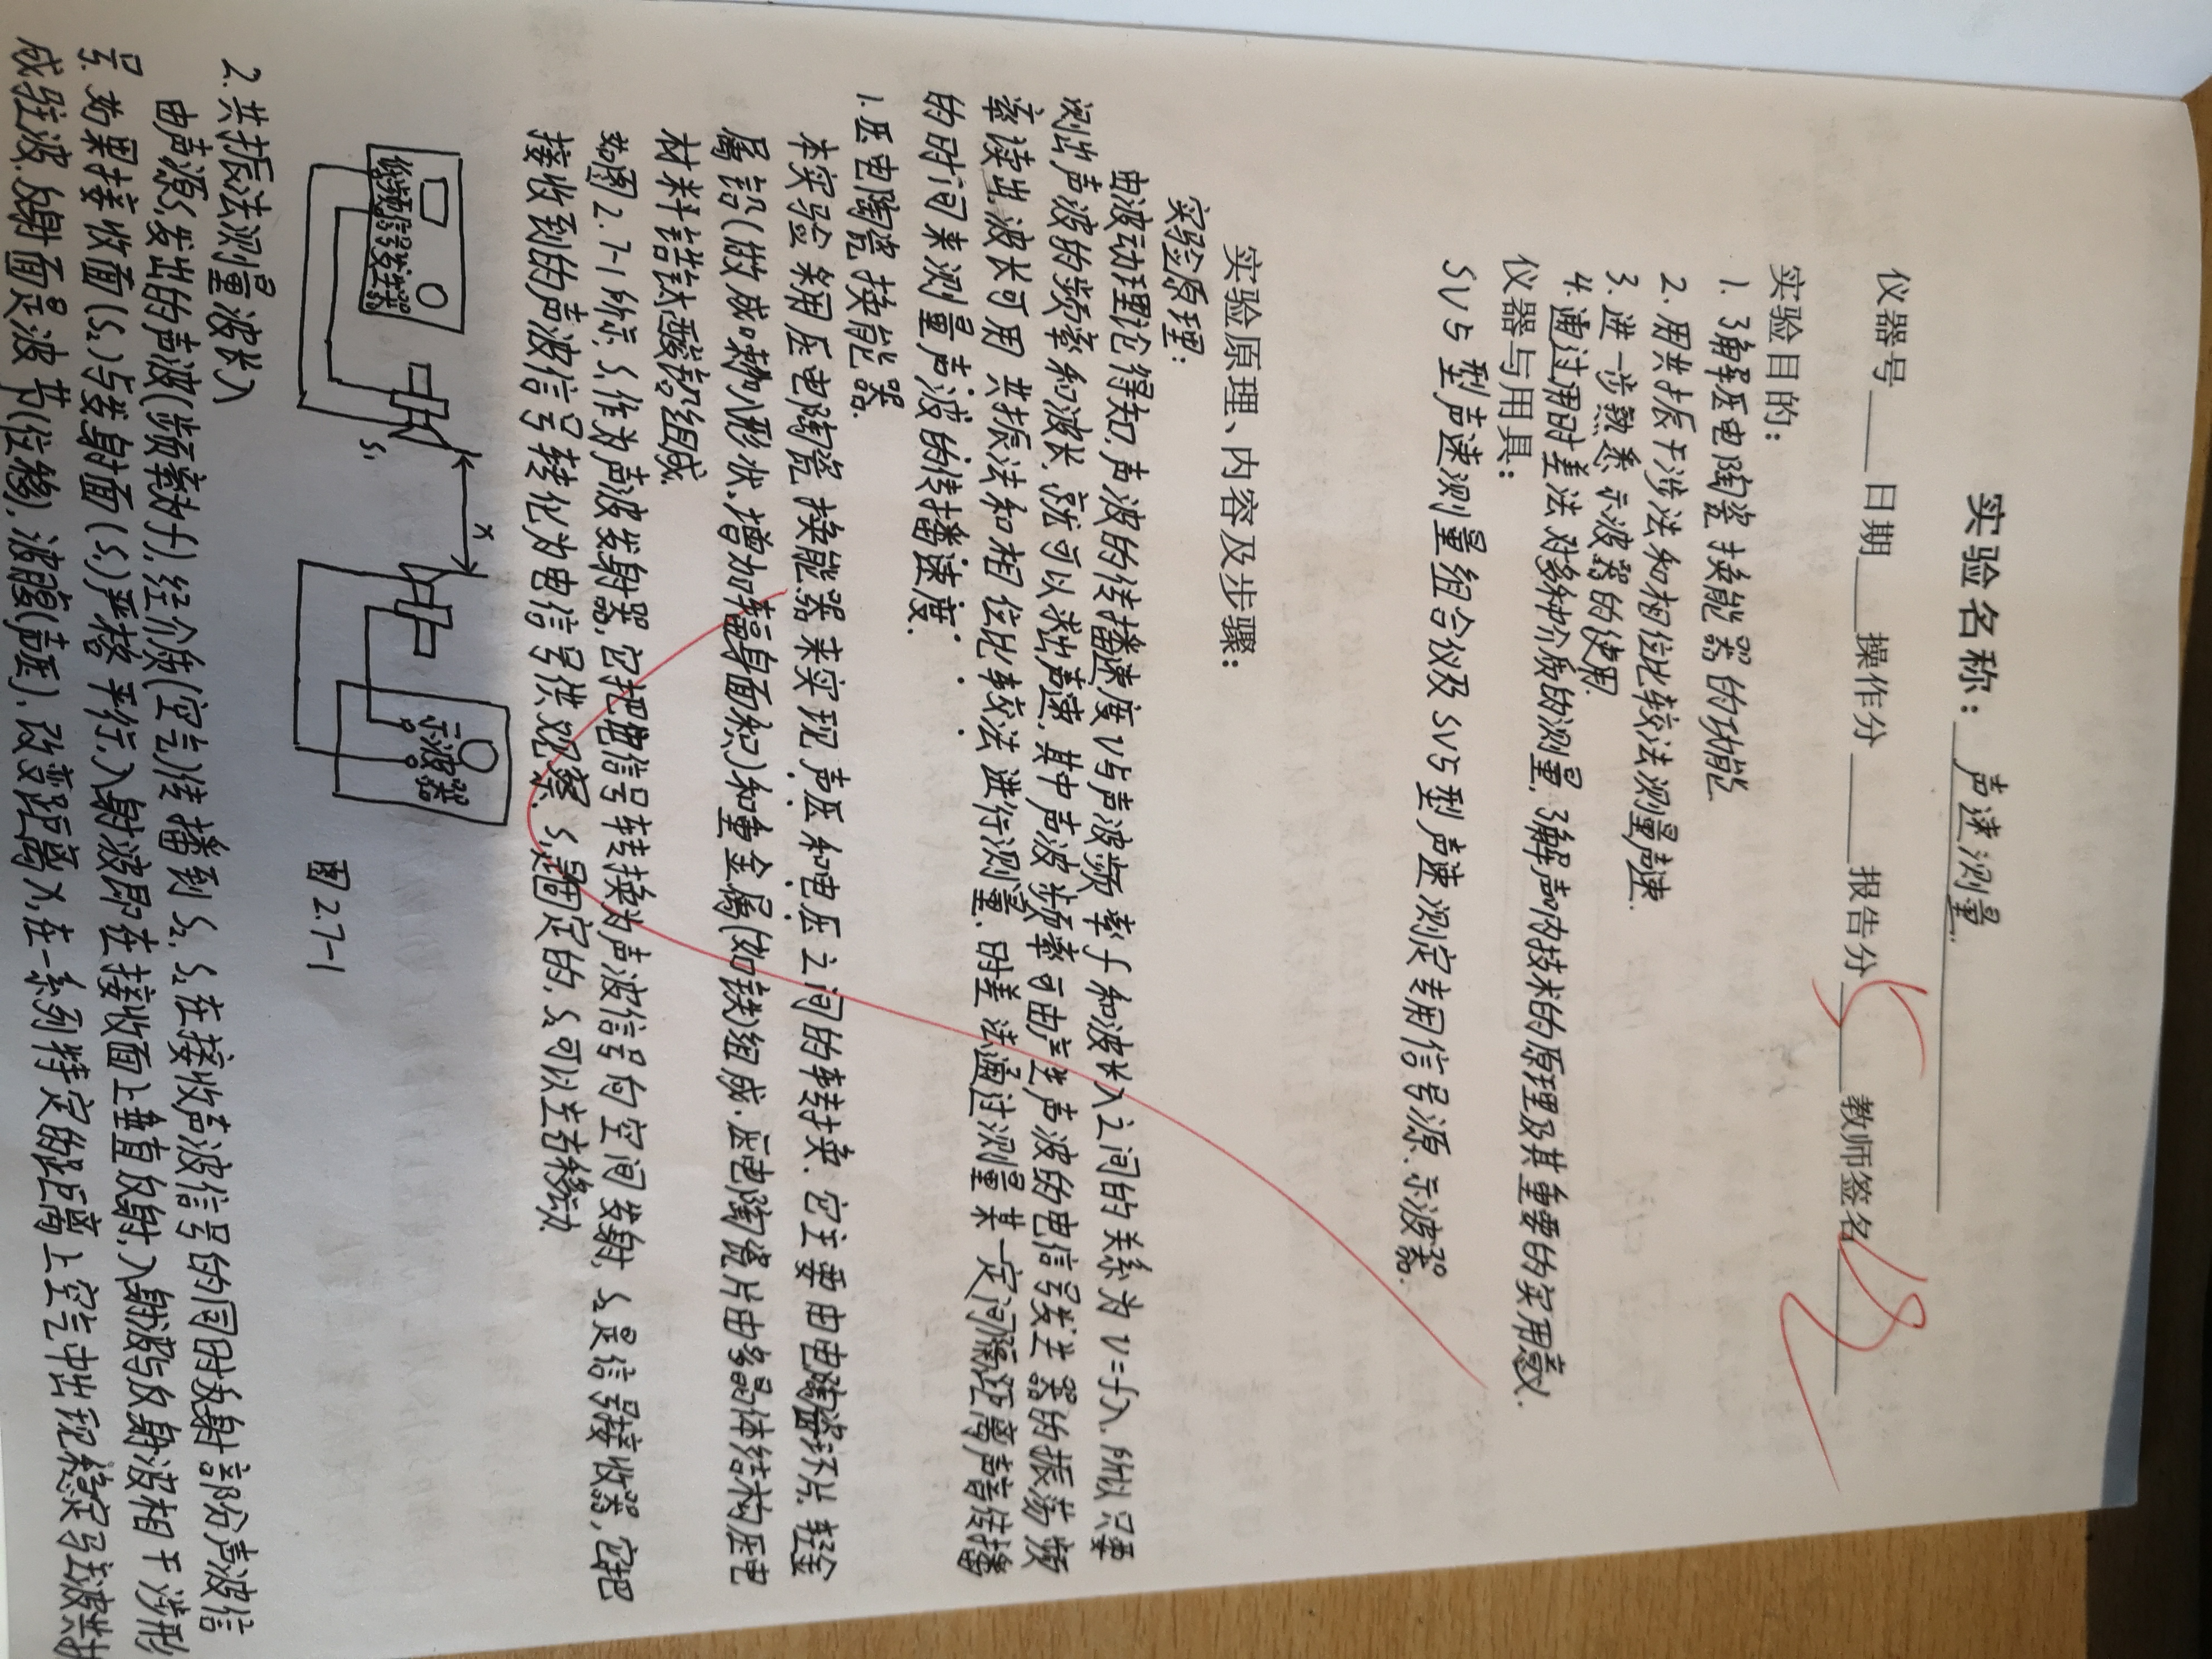 实验名称：声速测量.
仪器号____日期____操作分____报告分____教师签名____
实验目的：
1. 了解压电陶瓷换能器的功能.
2. 用共振干涉法和相位比较法测量声速.
3. 进一步熟悉示波器的使用.
4. 通过用时差法对多种介质的测量.了解声呐技术的原理及其重要的实用意义.
仪器与用具：
SV5型声速测量组合仪及SV5型声速测定专用信号源.示波器.
实验原理、内容及步骤：
实验原理：
由波动理论得知,声波的传播速度v与声波频率f和波长λ之间的关系为v=fλ.所以只要
测出声波的频率和波长.就可以求出声速.其中声波频率可由产生声波的电信号发生器的振荡频
率读出.波长可用共振法和相位比较法进行测量.时差法通过测量某一定间隔距离声音传播
的时间来测量声波的传播速度.
1.压电陶瓷换能器.
本实验采用压电陶瓷换能器来实现声压和电压之间的转换.它主要由电陶瓷环片.轻金
属铝(做成喇叭形状.增加辐身面积)和重金属(如铁)组成.压电陶瓷片由多晶体结构的压电
材料锆钛酸铅组成.
如图2.7-1所示.S₁作为声波发射器.它把电信号转换为声波信号向空间发射.S₂是信号接收器,它把
接收到的声波信号转化为电信号供观察.S₁是固定的,S₂可以左右移动.
信号发生器
S₁
x
示波器
图2.7-1
2.共振法测量波长λ
由声源S₁发出的声波(频率为f),经介质(空气)传播到S₂,S₂在接收声波信号的同时反射部分声波信
号.如果接收面(S₂)与发射面(S₁)严格平行,入射波即在接收面上垂直反射,入射波与反射波相干涉形
成驻波.反射面是波节(位移).波腹(声压).改变距离x,在一系列特定的距离上空气中出现稳定驻波共振